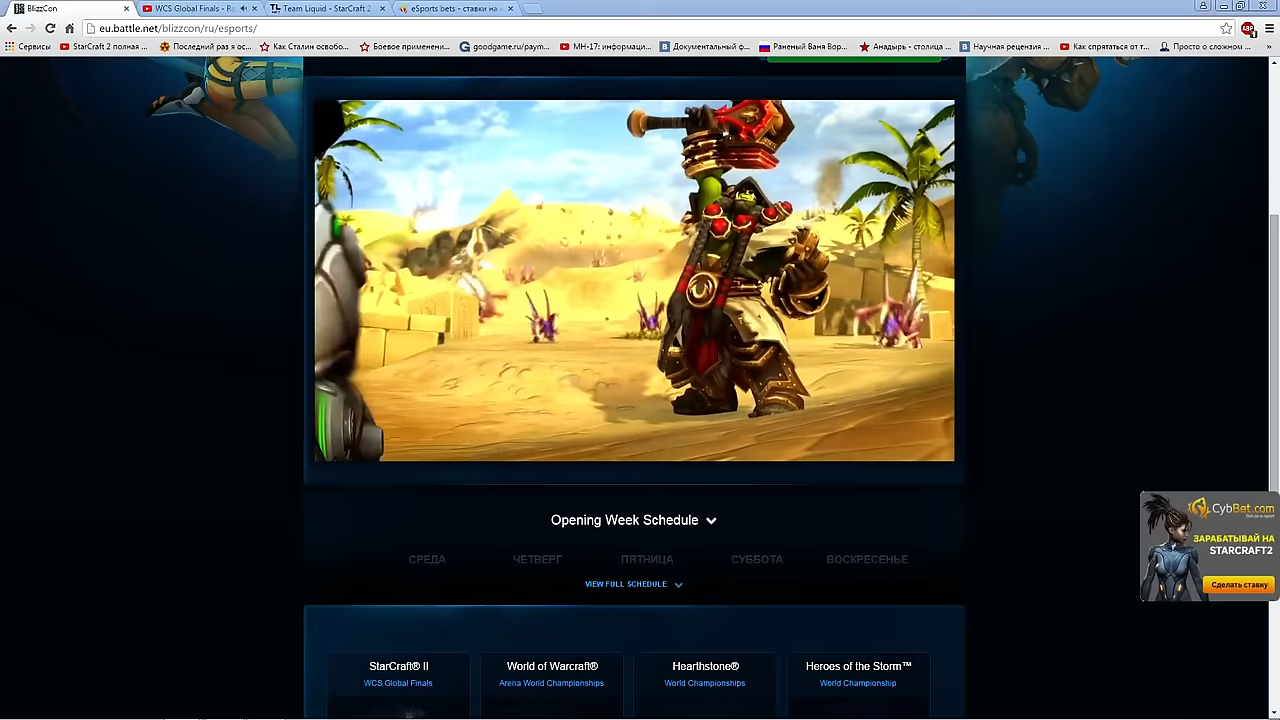 BlizzCon
WCS Global Finals - Ro
Team Liquid - StarCraft 2
eSports bets - ставки на
eu.battle.net/blizzcon/ru/esports/
Сервисы
StarCraft 2 полная ...
Последний раз я ос...
Как Сталин освобо...
Боевое применени...
goodgame.ru/paym...
МН-17: информаци...
Документальный ф...
Раненый Ваня Вор...
Анадырь - столица ...
Научная рецензия ...
Как спрятаться от т...
Просто о сложном ...
Opening Week Schedule
СРЕДА ЧЕТВЕРГ ПЯТНИЦА СУББОТА ВОСКРЕСЕНЬЕ
VIEW FULL SCHEDULE
CybBet.com
ЗАРАБАТЫВАЙ НА
STARCRAFT2
Сделать ставку
StarCraft® II
WCS Global Finals
World of Warcraft®
Arena World Championships
Hearthstone®
World Championships
Heroes of the Storm™
World Championship